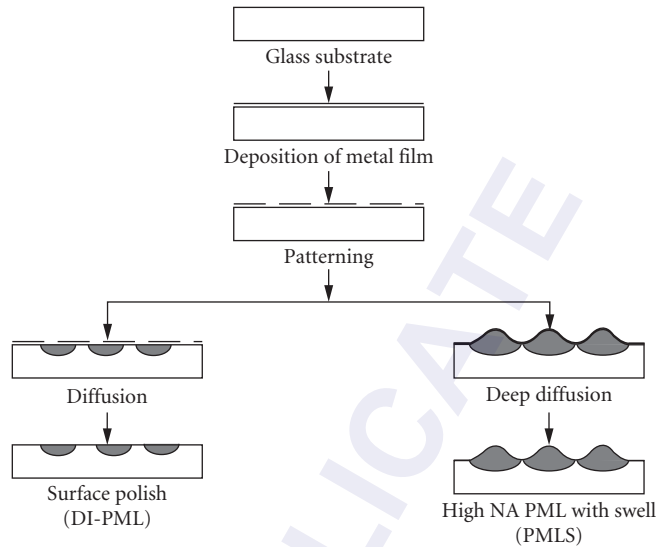 Glass substrate
Deposition of metal film
Patterning
Diffusion
Deep diffusion
Surface polish
(DI-PML)
High NA PML with swell
(PMLS)
LICATE